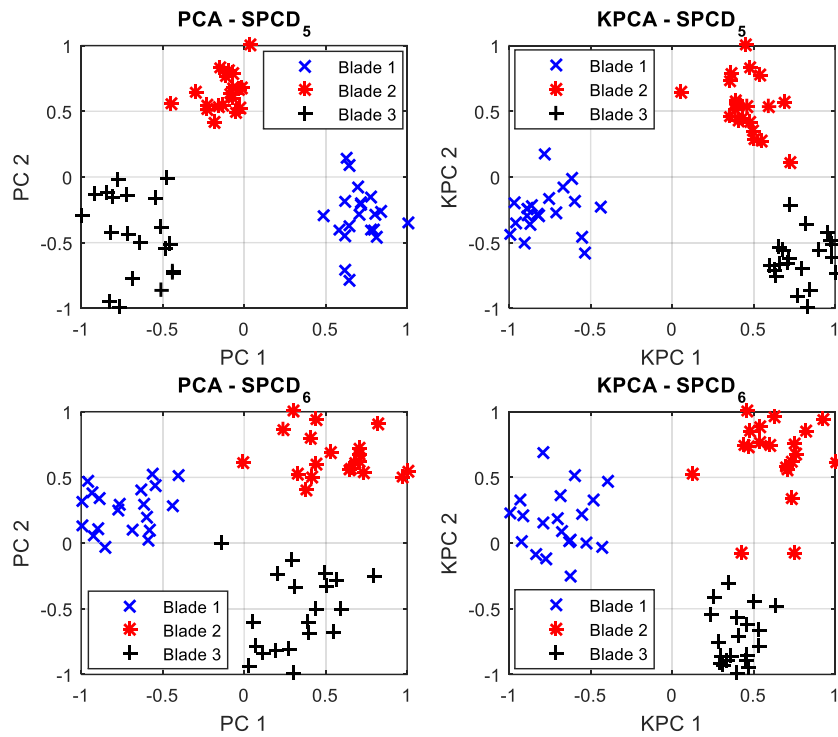 PCA - SPCD5
KPCA - SPCD5
1
0.5
0
-0.5
-1
PC 2
Blade 1
Blade 2
Blade 3
-1
-0.5
0
0.5
1
PC 1
1
0.5
0
-0.5
-1
KPC 2
Blade 1
Blade 2
Blade 3
-1
-0.5
0
0.5
1
KPC 1
PCA - SPCD6
KPCA - SPCD6
1
0.5
0
-0.5
-1
PC 2
Blade 1
Blade 2
Blade 3
-1
-0.5
0
0.5
1
PC 1
1
0.5
0
-0.5
-1
KPC 2
Blade 1
Blade 2
Blade 3
-1
-0.5
0
0.5
1
KPC 1